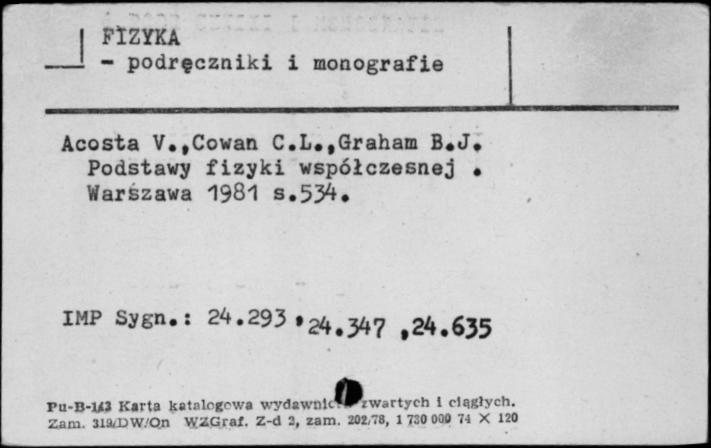 FIZYKA
- podręczniki i monografie
Acosta V.,Cowan C.L.,Graham B.J.
Podstawy fizyki współczesnej .
Warszawa 1981 s.534.
IMP Sygn.: 24.293 ,24.347 ,24.635
Pu-B-143 Karta katalogowa wydawnictw zwartych i ciągłych.
Zam. 319/DW/On WZGraf. Z-d 2, zam. 202/78, 1 730 000 74 X 120